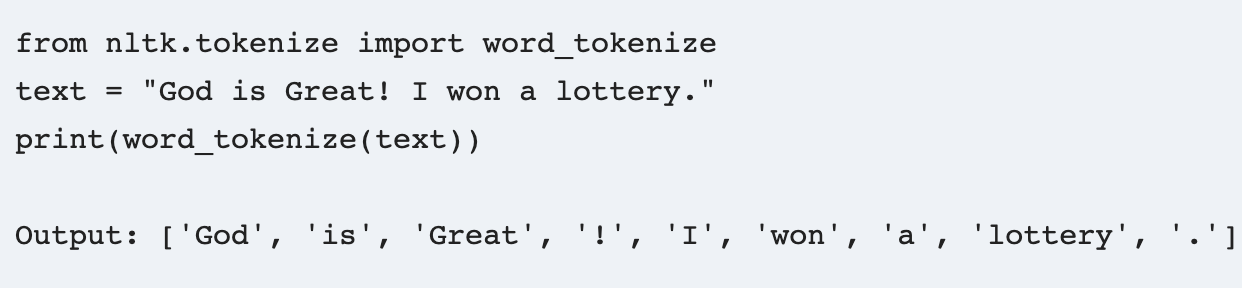 from nltk.tokenize import word_tokenize
text = "God is Great! I won a lottery."
print(word_tokenize(text))
Output: ['God', 'is', 'Great', '!', 'I', 'won', 'a', 'lottery', '.']